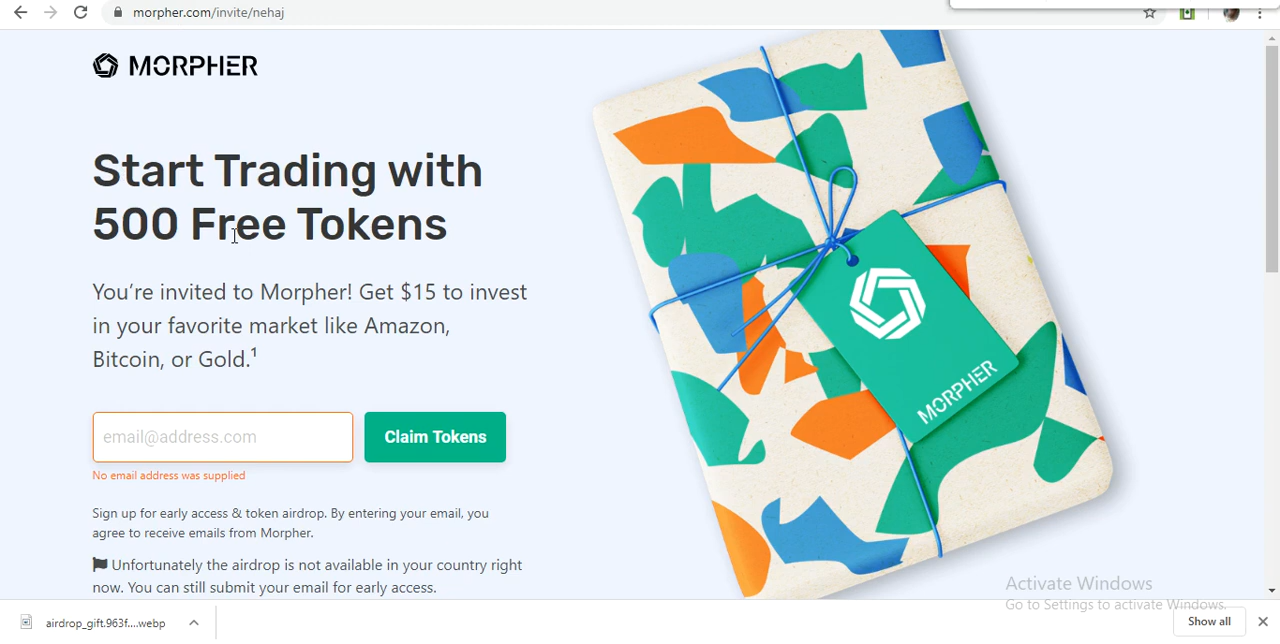 morpher.com/invite/nehaj
MORPHER
Start Trading with
500 Free Tokens
You're invited to Morpher! Get $15 to invest
in your favorite market like Amazon,
Bitcoin, or Gold.¹
email@address.com
Claim Tokens
No email address was supplied
Sign up for early access & token airdrop. By entering your email, you
agree to receive emails from Morpher.
Unfortunately the airdrop is not available in your country right
now. You can still submit your email for early access.
MORPHER
Activate Windows
Go to Settings to activate Windows.
airdrop_gift.963f....webp
Show all